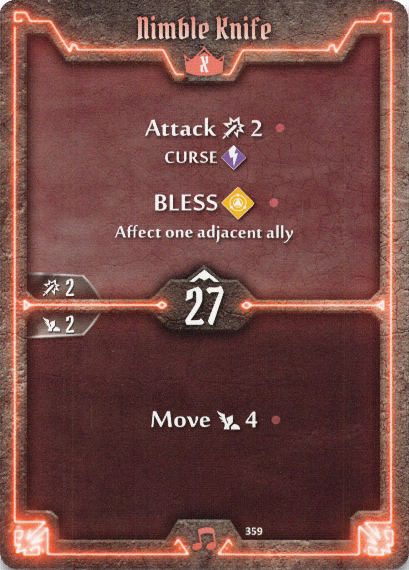 Nimble Knife
X
Attack 2
CURSE
BLESS
Affect one adjacent ally
2
27
2
Move 4
359